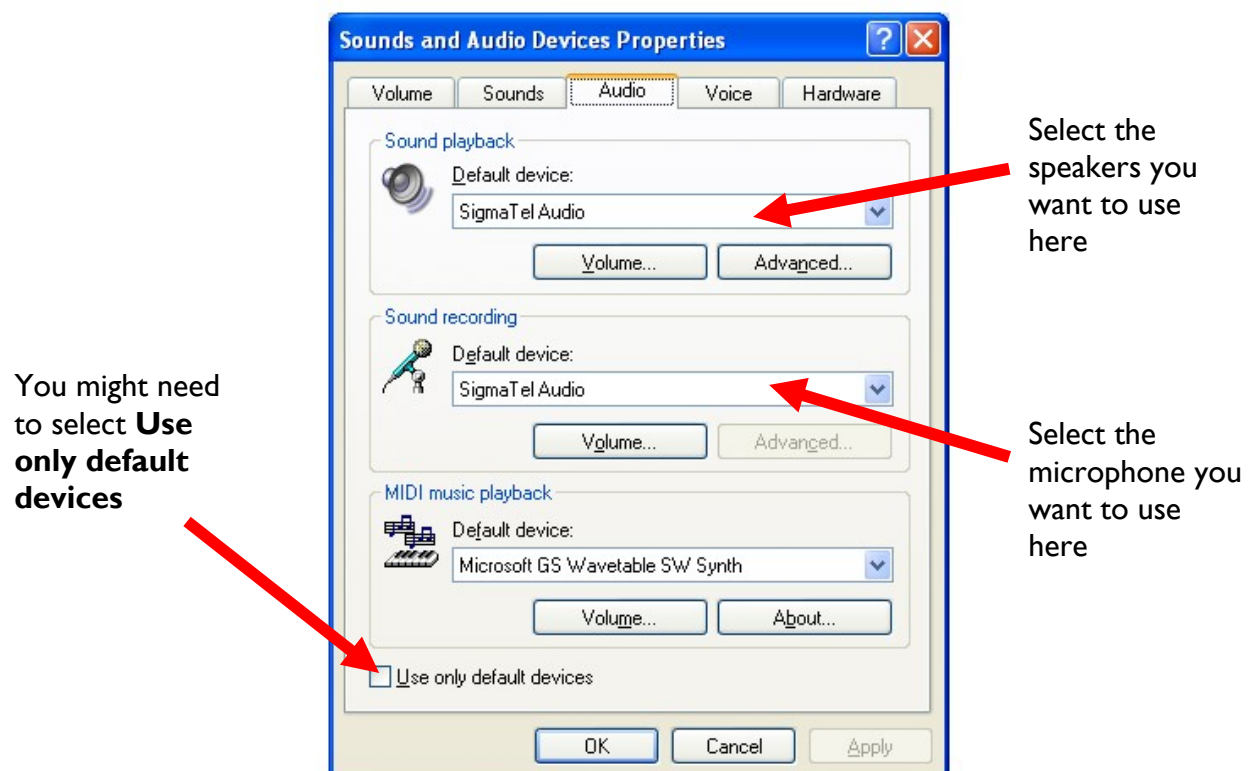 Sounds and Audio Devices Properties
Volume Sounds Audio Voice Hardware
Sound playback
Default device:
SigmaTel Audio
Volume... Advanced...
Select the
speakers you
want to use
here
Sound recording
Default device:
SigmaTel Audio
Volume... Advanced...
You might need
to select Use
only default
devices
Select the
microphone you
want to use
here
MIDI music playback
Default device:
Microsoft GS Wavetable SW Synth
Volume... About...
Use only default devices
OK Cancel Apply